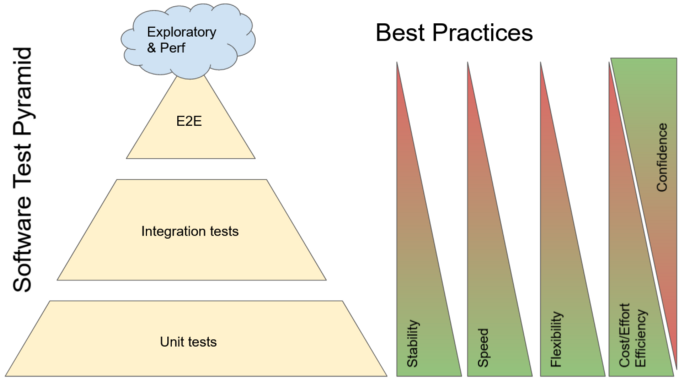 Software Test Pyramid
Exploratory
& Perf
E2E
Integration tests
Unit tests
Best Practices
Stability
Speed
Flexibility
Cost/Effort
Efficiency
Confidence